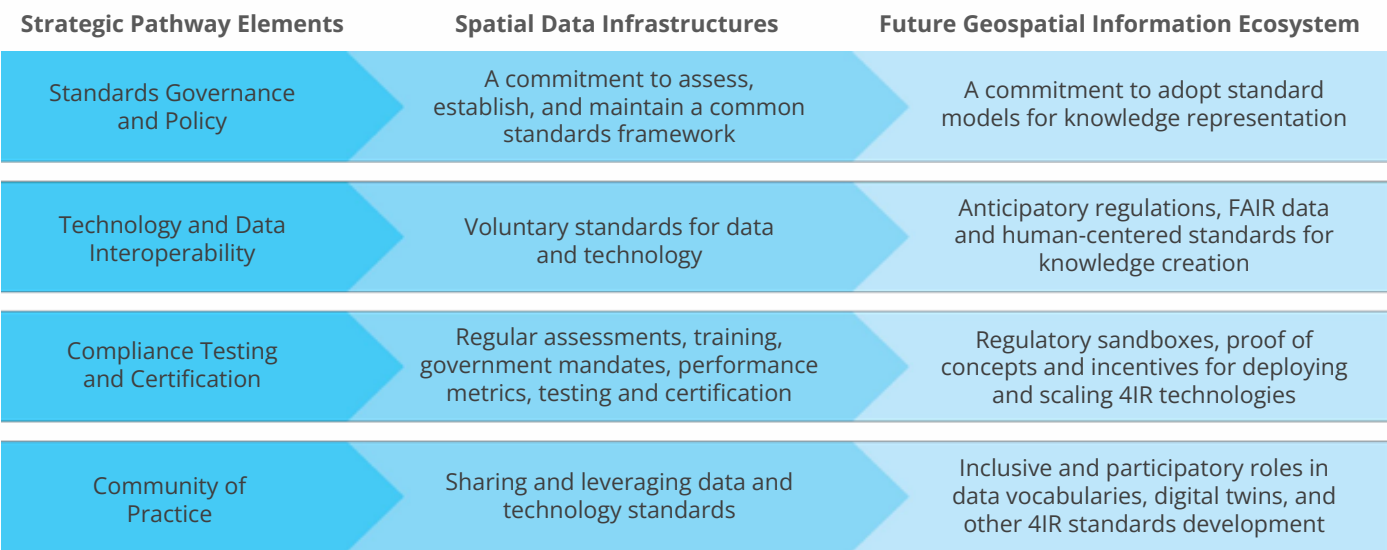 Strategic Pathway Elements
Spatial Data Infrastructures
Future Geospatial Information Ecosystem
Standards Governance
and Policy
A commitment to assess,
establish, and maintain a common
standards framework
A commitment to adopt standard
models for knowledge representation
Technology and Data
Interoperability
Voluntary standards for data
and technology
Anticipatory regulations, FAIR data
and human-centered standards for
knowledge creation
Compliance Testing
and Certification
Regular assessments, training,
government mandates, performance
metrics, testing and certification
Regulatory sandboxes, proof of
concepts and incentives for deploying
and scaling 4IR technologies
Community of
Practice
Sharing and leveraging data and
technology standards
Inclusive and participatory roles in
data vocabularies, digital twins, and
other 4IR standards development